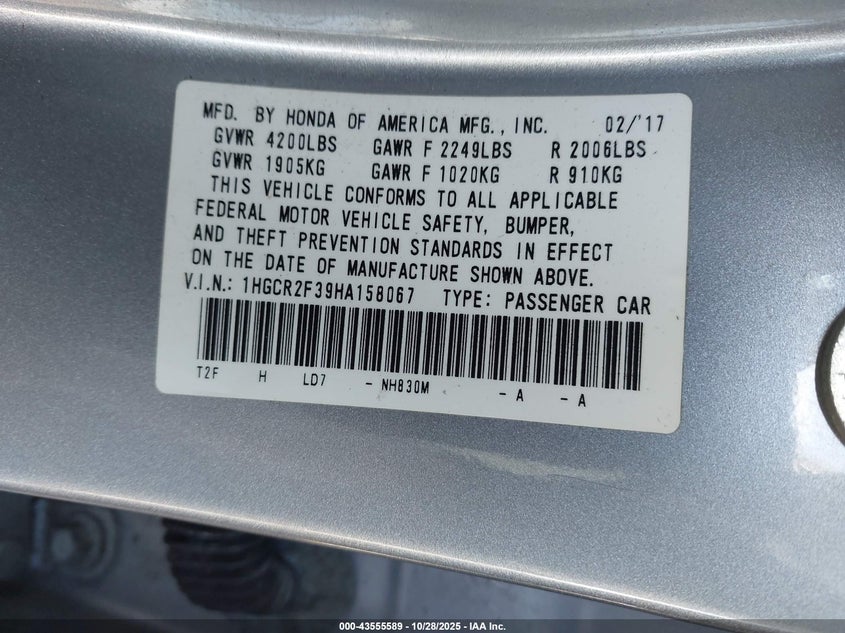 MFD. BY HONDA OF AMERICA MFG., INC. 02/'17
GVWR 4200LBS GAWR F 2249LBS R 2006LBS
GVWR 1905KG GAWR F 1020KG R 910KG
THIS VEHICLE CONFORMS TO ALL APPLICABLE
FEDERAL MOTOR VEHICLE SAFETY, BUMPER,
AND THEFT PREVENTION STANDARDS IN EFFECT
ON THE DATE OF MANUFACTURE SHOWN ABOVE.
V.I.N.: 1HGCR2F39HA158067 TYPE: PASSENGER CAR
T2F H LD7 - NH830M - A - A
000-43555589 - 10/28/2025 - IAA Inc.